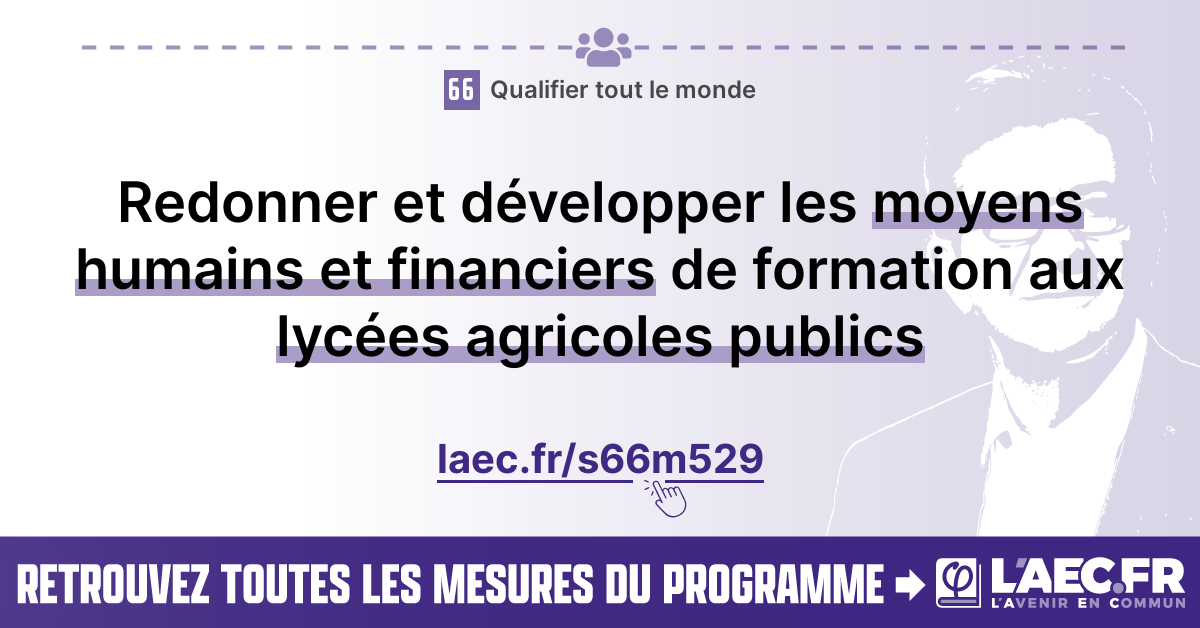 66 Qualifier tout le monde
Redonner et développer les moyens
humains et financiers de formation aux
lycées agricoles publics
laec.fr/s66m529
RETROUVEZ TOUTES LES MESURES DU PROGRAMME
φ L'AEC.FR
L'AVENIR EN COMMUN